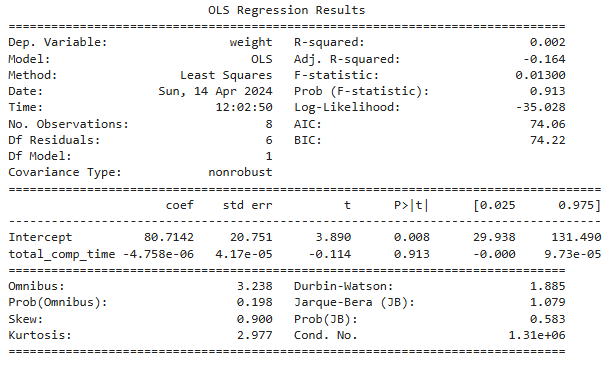 OLS Regression Results
==============================================================================
Dep. Variable:                 weight   R-squared:                       0.002
Model:                            OLS   Adj. R-squared:                 -0.164
Method:                 Least Squares   F-statistic:                   0.01300
Date:                Sun, 14 Apr 2024   Prob (F-statistic):              0.913
Time:                        12:02:50   Log-Likelihood:                -35.028
No. Observations:                   8   AIC:                             74.06
Df Residuals:                       6   BIC:                             74.22
Df Model:                           1
Covariance Type:            nonrobust
===================================================================================
                      coef    std err          t      P>|t|      [0.025      0.975]
-----------------------------------------------------------------------------------
Intercept          80.7142     20.751      3.890      0.008      29.938     131.490
total_comp_time -4.758e-06   4.17e-05     -0.114      0.913      -0.000    9.73e-05
==============================================================================
Omnibus:                        3.238   Durbin-Watson:                   1.885
Prob(Omnibus):                  0.198   Jarque-Bera (JB):                1.079
Skew:                           0.900   Prob(JB):                        0.583
Kurtosis:                       2.977   Cond. No.                     1.31e+06
==============================================================================